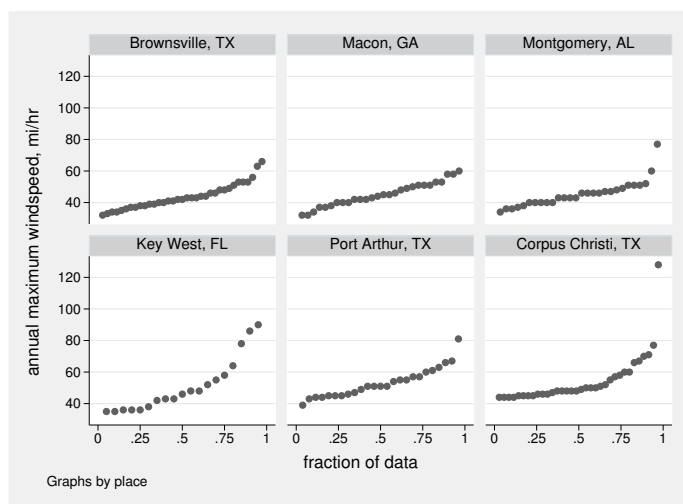 Brownsville, TX
Macon, GA
Montgomery, AL
120
100
80
60
40
Key West, FL
Port Arthur, TX
Corpus Christi, TX
120
100
80
60
40
0 .25 .5 .75 1
0 .25 .5 .75 1
0 .25 .5 .75 1
annual maximum windspeed, mi/hr
fraction of data
Graphs by place